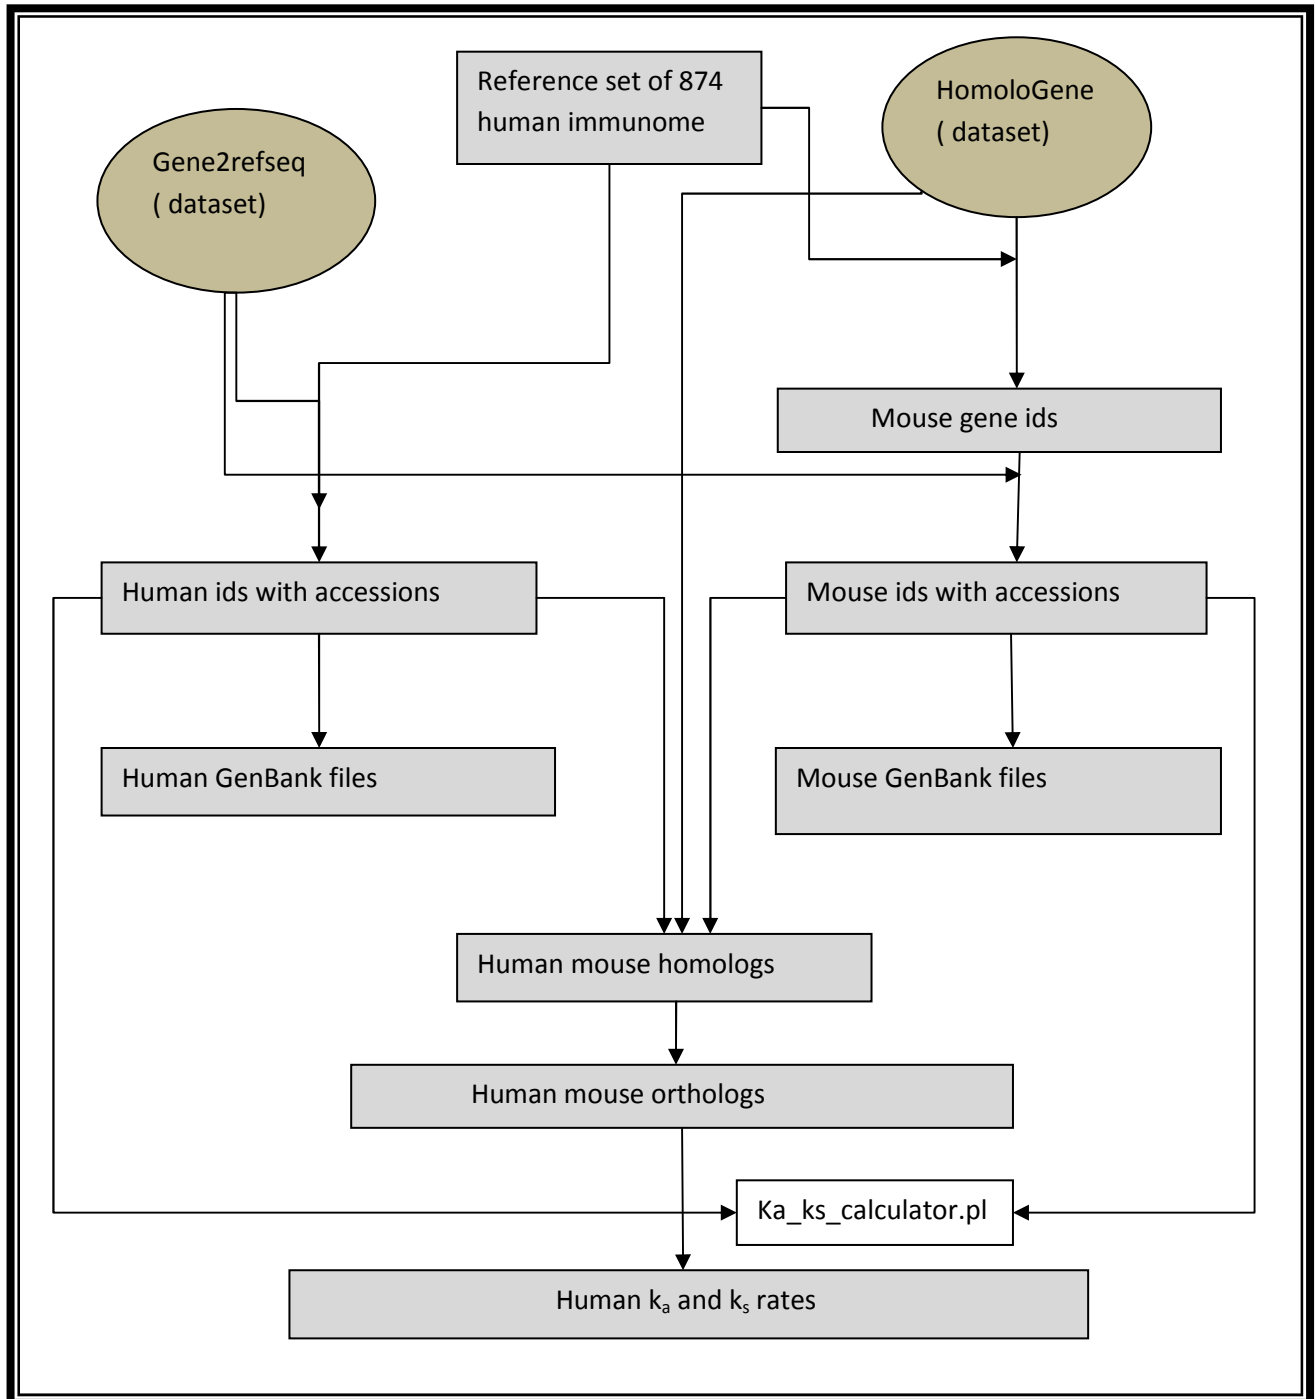 Reference set of 874
human immunome
HomoloGene
( dataset)
Gene2refseq
( dataset)
Mouse gene ids
Human ids with accessions
Mouse ids with accessions
Human GenBank files
Mouse GenBank files
Human mouse homologs
Human mouse orthologs
Ka_ks_calculator.pl
Human kₐ and kₛ rates